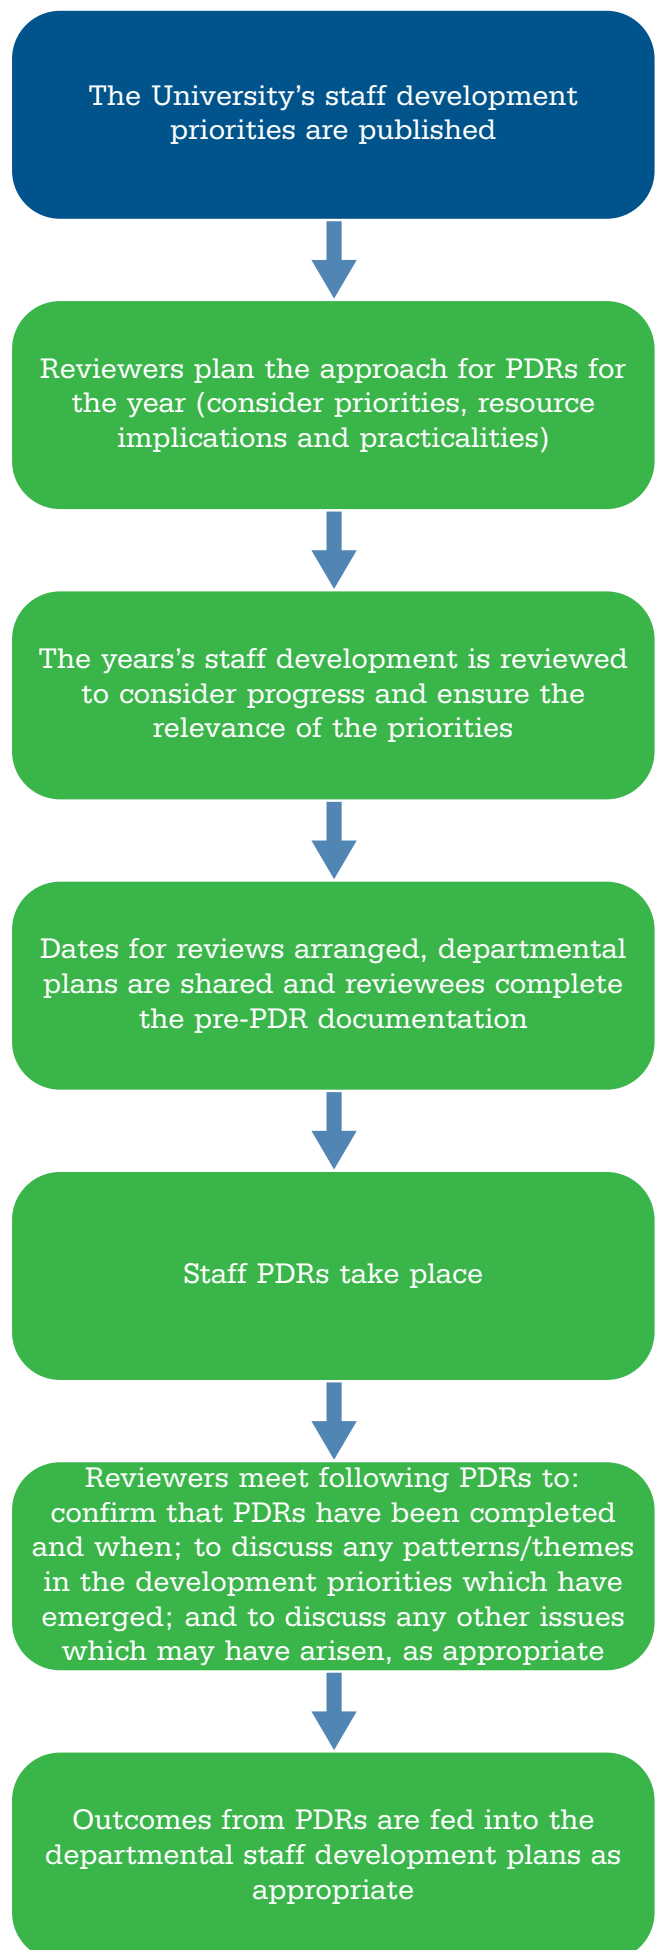 The University’s staff development
priorities are published
Reviewers plan the approach for PDRs for
the year (consider priorities, resource
implications and practicalities)
The years’s staff development is reviewed
to consider progress and ensure the
relevance of the priorities
Dates for reviews arranged, departmental
plans are shared and reviewees complete
the pre-PDR documentation
Staff PDRs take place
Reviewers meet following PDRs to:
confirm that PDRs have been completed
and when; to discuss any patterns/themes
in the development priorities which have
emerged; and to discuss any other issues
which may have arisen, as appropriate
Outcomes from PDRs are fed into the
departmental staff development plans as
appropriate